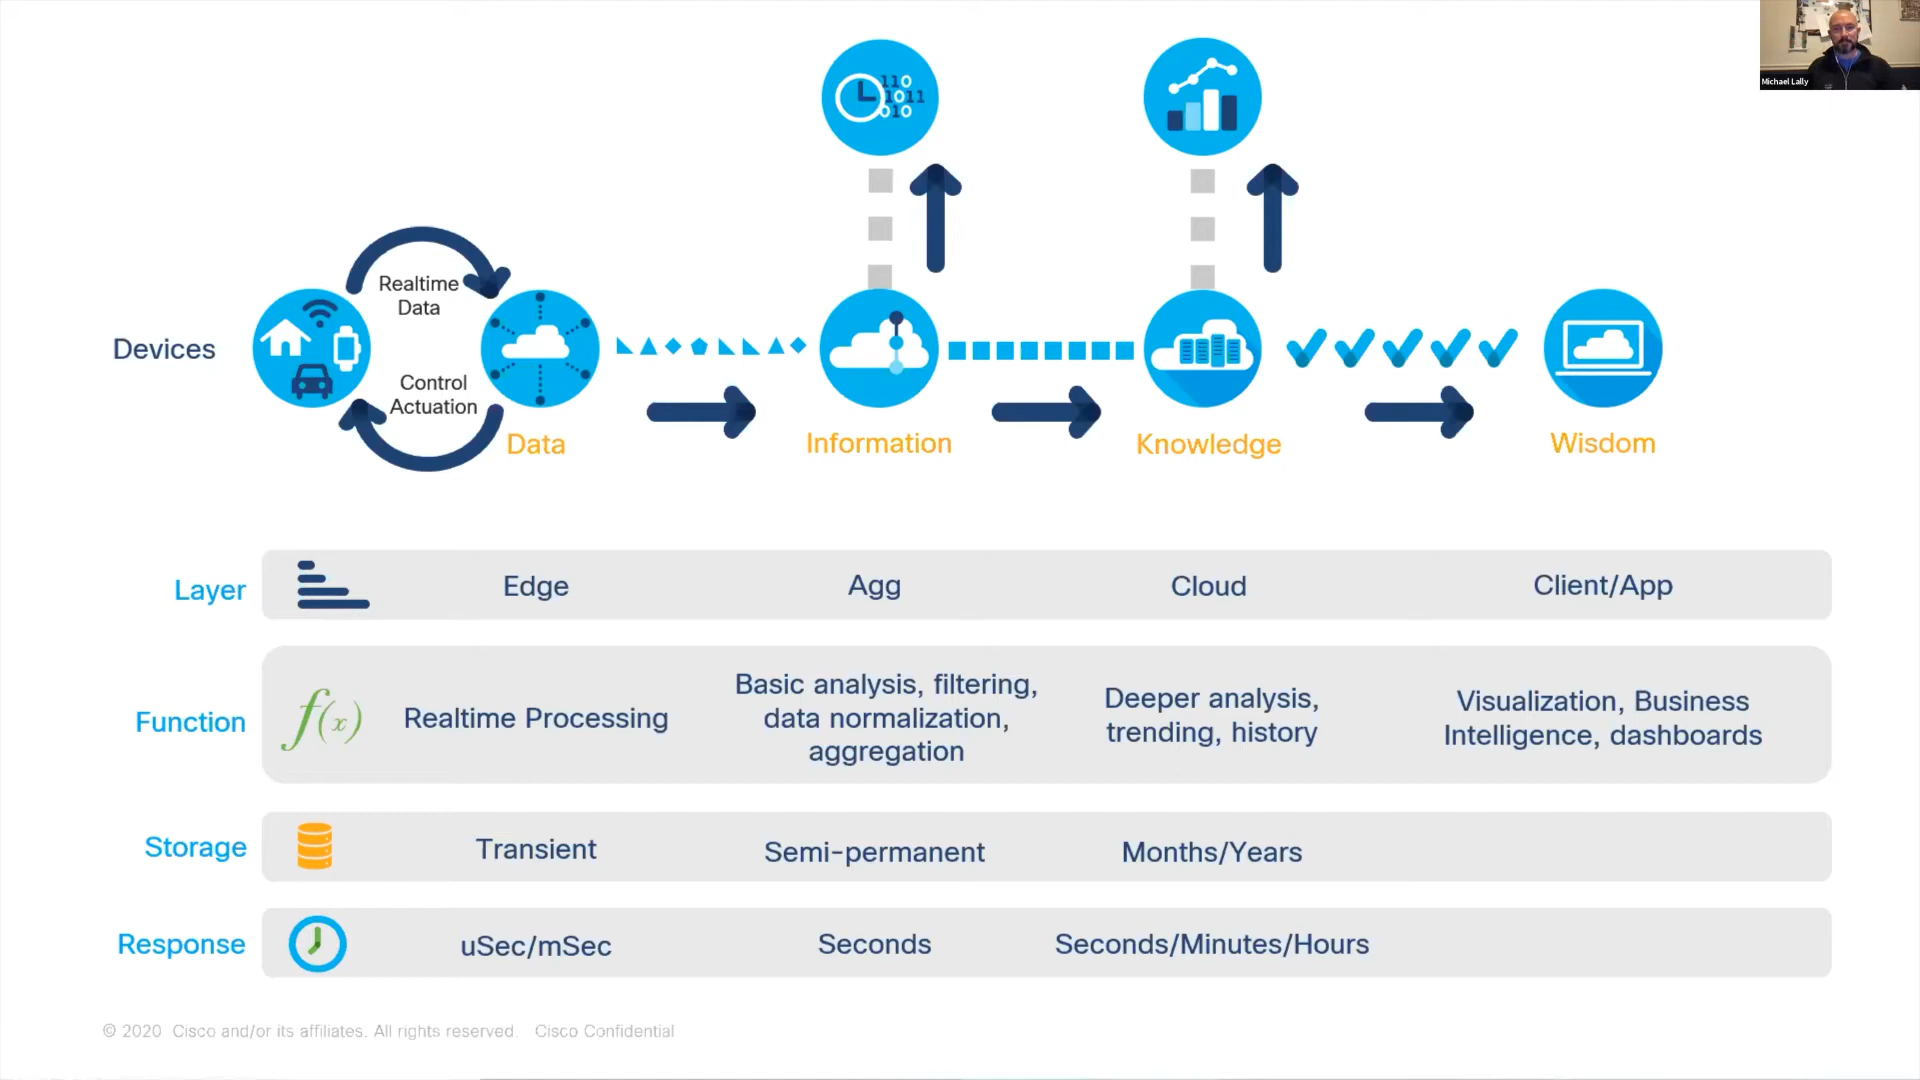 Michael Lally
110
1011
010
Realtime
Data
Devices
Control
Actuation
Data
Information
Knowledge
Wisdom
Layer
Edge
Agg
Cloud
Client/App
Function
f(x)
Realtime Processing
Basic analysis, filtering,
data normalization,
aggregation
Deeper analysis,
trending, history
Visualization, Business
Intelligence, dashboards
Storage
Transient
Semi-permanent
Months/Years
Response
uSec/mSec
Seconds
Seconds/Minutes/Hours
© 2020 Cisco and/or its affiliates. All rights reserved. Cisco Confidential